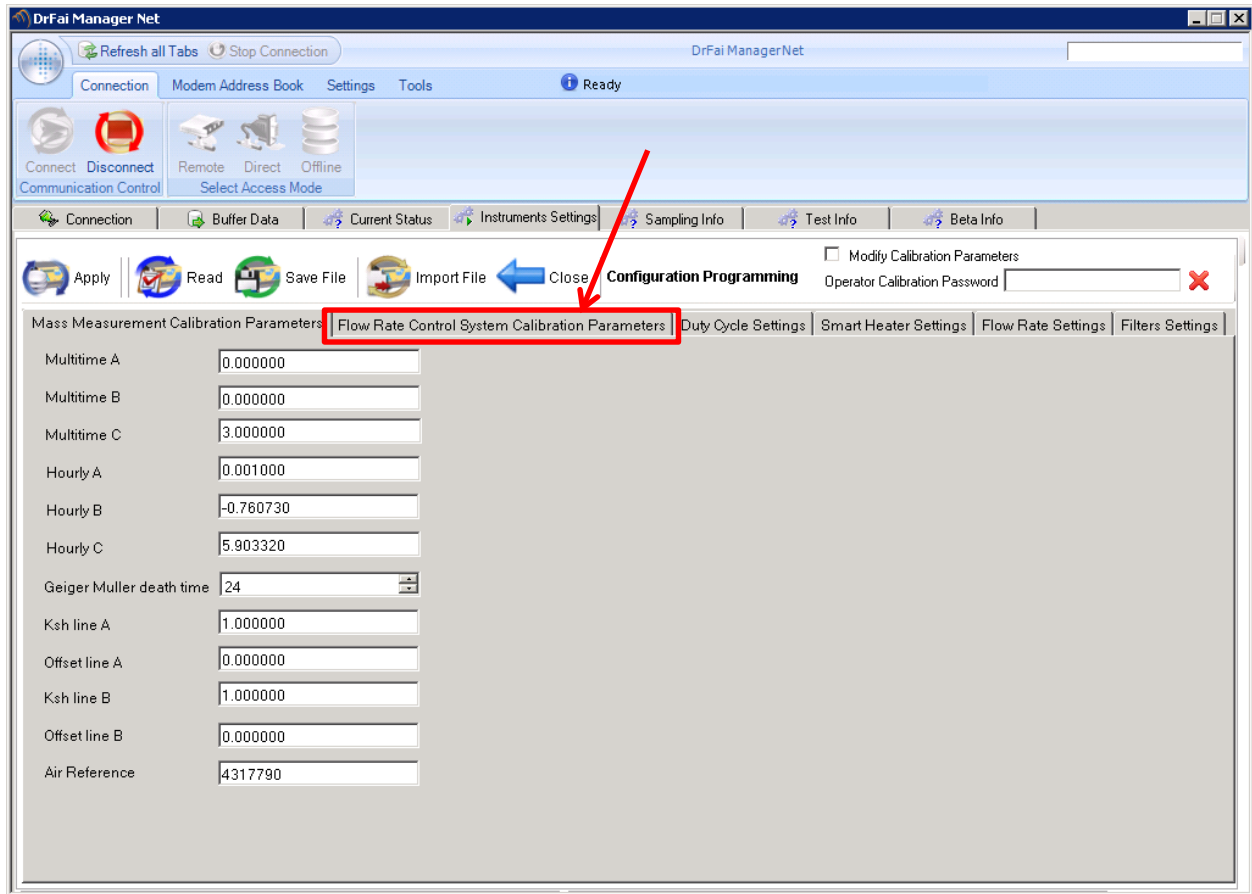 DrFai Manager Net
Refresh all Tabs Stop Connection DrFai ManagerNet
Connection Modem Address Book Settings Tools Ready
Connect Disconnect Remote Direct Offline
Communication Control Select Access Mode
Connection Buffer Data Current Status Instruments Settings Sampling Info Test Info Beta Info
Apply Read Save File Import File Close Configuration Programming Modify Calibration Parameters
Operator Calibration Password
Mass Measurement Calibration Parameters Flow Rate Control System Calibration Parameters Duty Cycle Settings Smart Heater Settings Flow Rate Settings Filters Settings
Multitime A 0.000000
Multitime B 0.000000
Multitime C 3.000000
Hourly A 0.001000
Hourly B -0.760730
Hourly C 5.903320
Geiger Muller death time 24
Ksh line A 1.000000
Offset line A 0.000000
Ksh line B 1.000000
Offset line B 0.000000
Air Reference 4317790